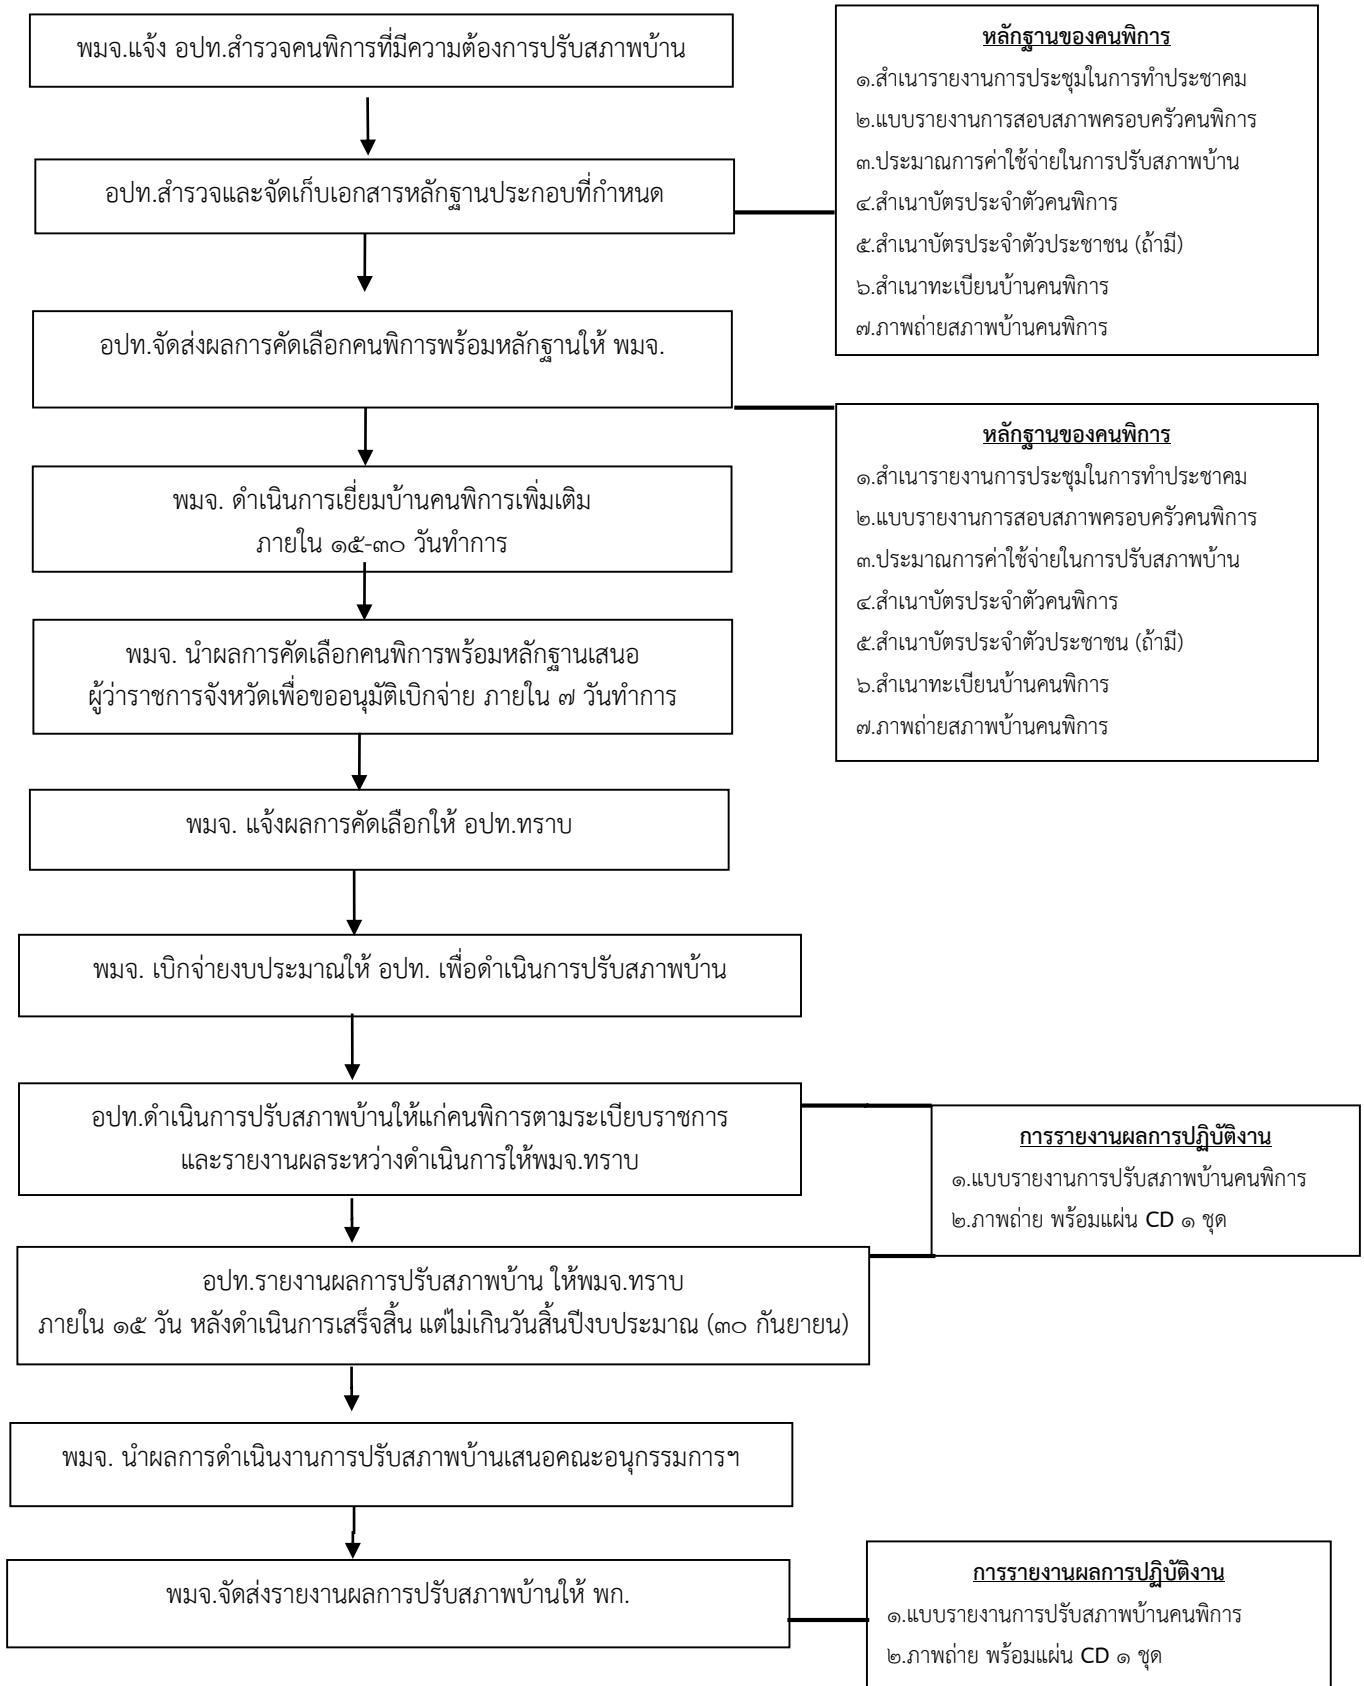 พมจ.แจ้ง อปท.สำรวจคนพิการที่มีความต้องการปรับสภาพบ้าน
อปท.สำรวจและจัดเก็บเอกสารหลักฐานประกอบที่กำหนด
หลักฐานของคนพิการ
๑.สำเนารายงานการประชุมในการทำประชาคม
๒.แบบรายงานการสอบสภาพครอบครัวคนพิการ
๓.ประมาณการค่าใช้จ่ายในการปรับสภาพบ้าน
๔.สำเนาบัตรประจำตัวคนพิการ
๕.สำเนาบัตรประจำตัวประชาชน (ถ้ามี)
๖.สำเนาทะเบียนบ้านคนพิการ
๗.ภาพถ่ายสภาพบ้านคนพิการ
อปท.จัดส่งผลการคัดเลือกคนพิการพร้อมหลักฐานให้ พมจ.
หลักฐานของคนพิการ
๑.สำเนารายงานการประชุมในการทำประชาคม
๒.แบบรายงานการสอบสภาพครอบครัวคนพิการ
๓.ประมาณการค่าใช้จ่ายในการปรับสภาพบ้าน
๔.สำเนาบัตรประจำตัวคนพิการ
๕.สำเนาบัตรประจำตัวประชาชน (ถ้ามี)
๖.สำเนาทะเบียนบ้านคนพิการ
๗.ภาพถ่ายสภาพบ้านคนพิการ
พมจ. ดำเนินการเยี่ยมบ้านคนพิการเพิ่มเติม
ภายใน ๑๕-๓๐ วันทำการ
พมจ. นำผลการคัดเลือกคนพิการพร้อมหลักฐานเสนอ
ผู้ว่าราชการจังหวัดเพื่อขออนุมัติเบิกจ่าย ภายใน ๗ วันทำการ
พมจ. แจ้งผลการคัดเลือกให้ อปท.ทราบ
พมจ. เบิกจ่ายงบประมาณให้ อปท. เพื่อดำเนินการปรับสภาพบ้าน
อปท.ดำเนินการปรับสภาพบ้านให้แก่คนพิการตามระเบียบราชการ
และรายงานผลระหว่างดำเนินการให้พมจ.ทราบ
การรายงานผลการปฏิบัติงาน
๑.แบบรายงานการปรับสภาพบ้านคนพิการ
๒.ภาพถ่าย พร้อมแผ่น CD ๑ ชุด
อปท.รายงานผลการปรับสภาพบ้าน ให้พมจ.ทราบ
ภายใน ๑๕ วัน หลังดำเนินการเสร็จสิ้น แต่ไม่เกินวันสิ้นปีงบประมาณ (๓๐ กันยายน)
พมจ. นำผลการดำเนินงานการปรับสภาพบ้านเสนอคณะอนุกรรมการฯ
พมจ.จัดส่งรายงานผลการปรับสภาพบ้านให้ พก.
การรายงานผลการปฏิบัติงาน
๑.แบบรายงานการปรับสภาพบ้านคนพิการ
๒.ภาพถ่าย พร้อมแผ่น CD ๑ ชุด